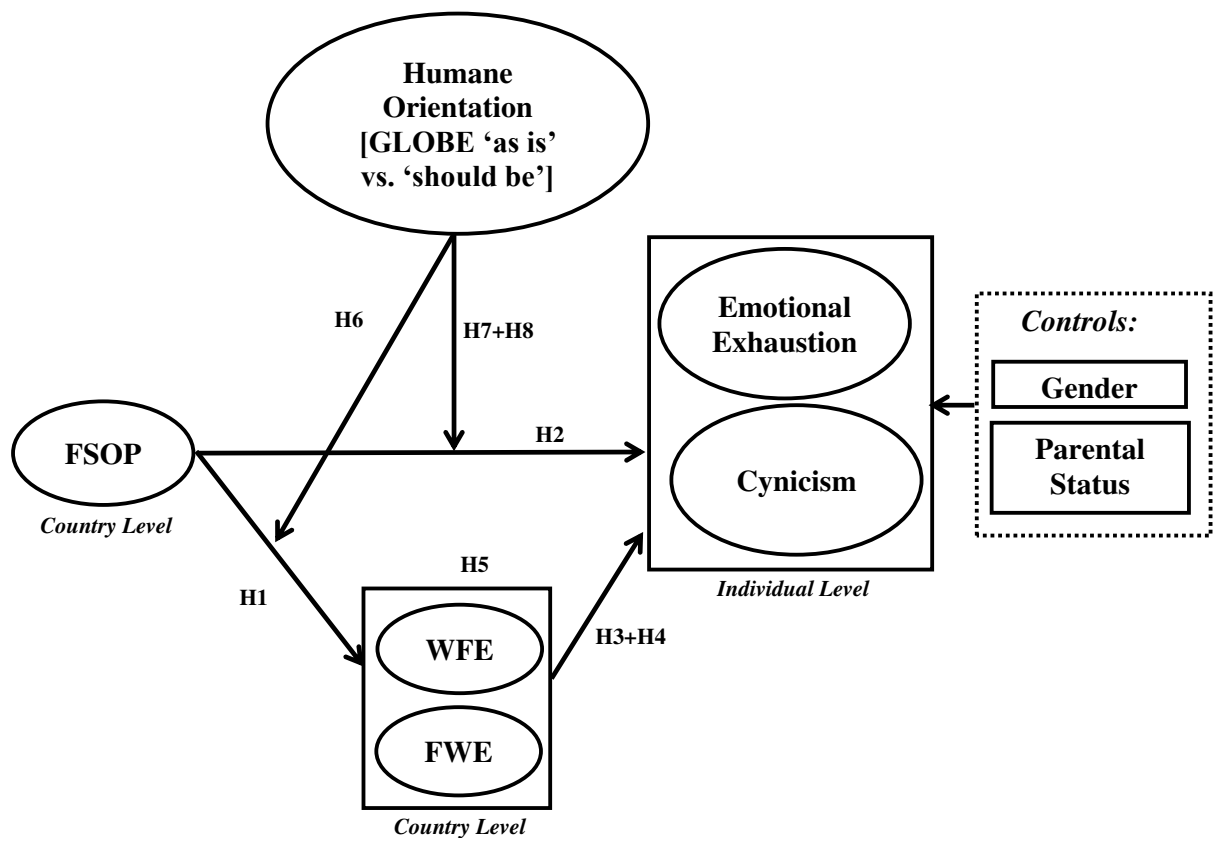 Humane
Orientation
[GLOBE ‘as is’
vs. ‘should be’]
H6
H7+H8
Emotional
Exhaustion
Controls:
Gender
Parental
Status
FSOP
Country Level
H2
Cynicism
Individual Level
H1
H5
H3+H4
WFE
FWE
Country Level